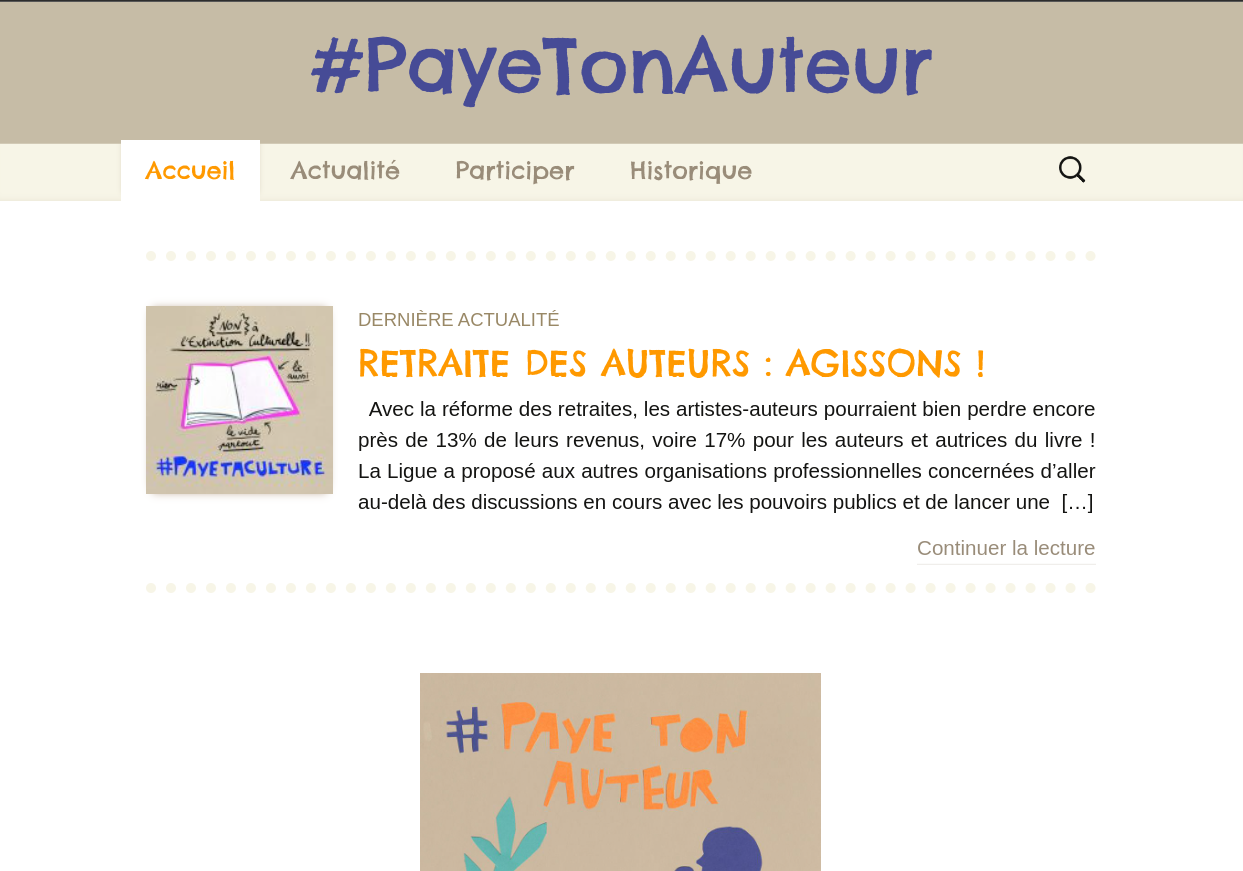 #PayeTonAuteur
Accueil Actualité Participer Historique
NON à
l'Extinction Culturelle !!
rien
là aussi
le vide
partout
#PAYETACULTURE
DERNIÈRE ACTUALITÉ
RETRAITE DES AUTEURS : AGISSONS !
Avec la réforme des retraites, les artistes-auteurs pourraient bien perdre encore
près de 13% de leurs revenus, voire 17% pour les auteurs et autrices du livre !
La Ligue a proposé aux autres organisations professionnelles concernées d’aller
au-delà des discussions en cours avec les pouvoirs publics et de lancer une […]
Continuer la lecture
# PAYE TON
AUTEUR